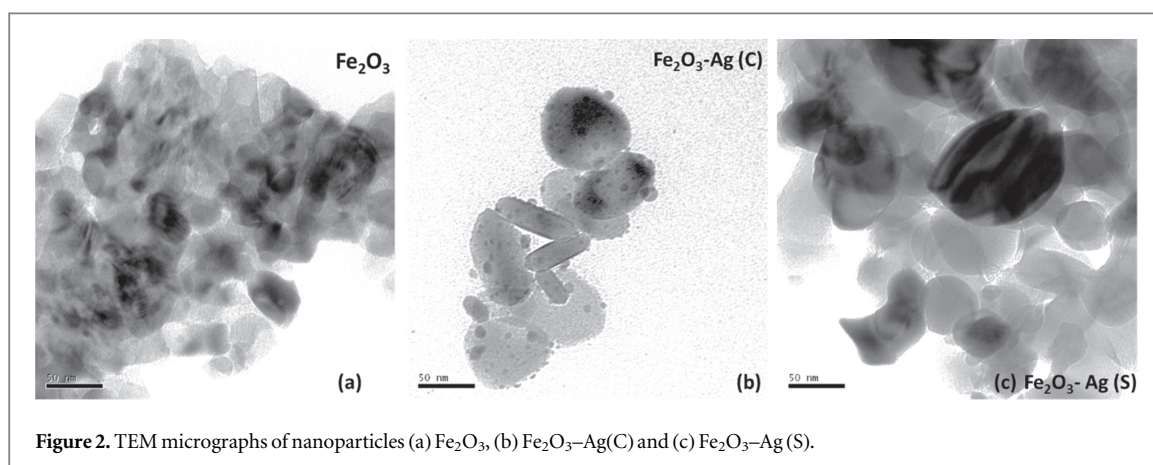 Fe₂O₃
50 nm
(a)
Fe₂O₃-Ag (C)
50 nm
(b)
50 nm
(c) Fe₂O₃- Ag (S)
Figure 2. TEM micrographs of nanoparticles (a) Fe₂O₃, (b) Fe₂O₃–Ag(C) and (c) Fe₂O₃–Ag (S).